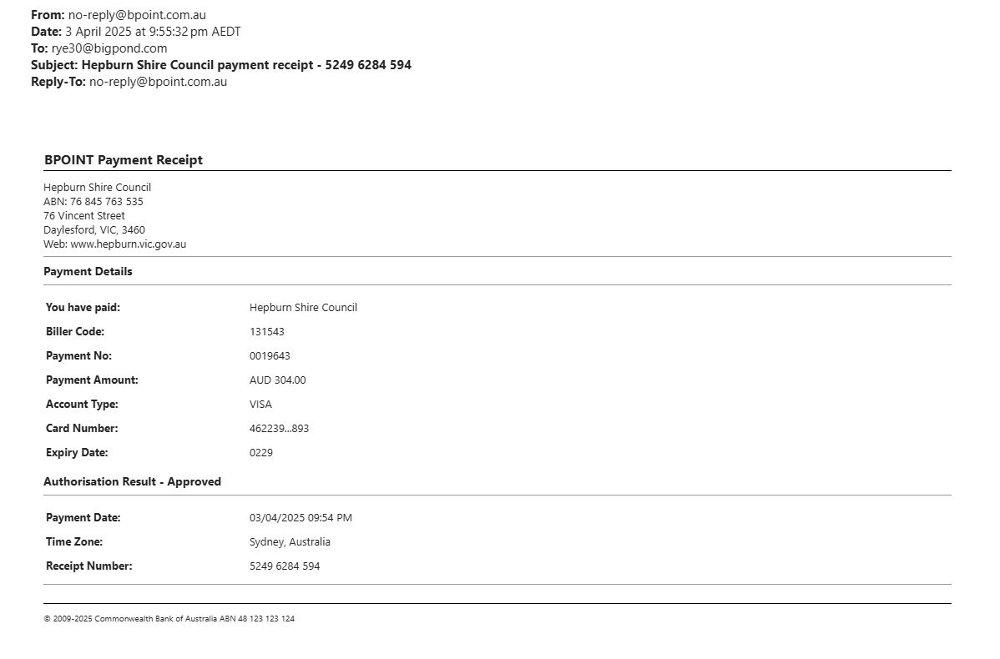 From: no-reply@bpoint.com.au
Date: 3 April 2025 at 9:55:32 pm AEDT
To: rye30@bigpond.com
Subject: Hepburn Shire Council payment receipt - 5249 6284 594
Reply-To: no-reply@bpoint.com.au
BPOINT Payment Receipt
Hepburn Shire Council
ABN: 76 845 763 535
76 Vincent Street
Daylesford, VIC, 3460
Web: www.hepburn.vic.gov.au
Payment Details
You have paid: Hepburn Shire Council
Biller Code: 131543
Payment No: 0019643
Payment Amount: AUD 304.00
Account Type: VISA
Card Number: 462239...893
Expiry Date: 0229
Authorisation Result - Approved
Payment Date: 03/04/2025 09:54 PM
Time Zone: Sydney, Australia
Receipt Number: 5249 6284 594
© 2009-2025 Commonwealth Bank of Australia ABN 48 123 123 124